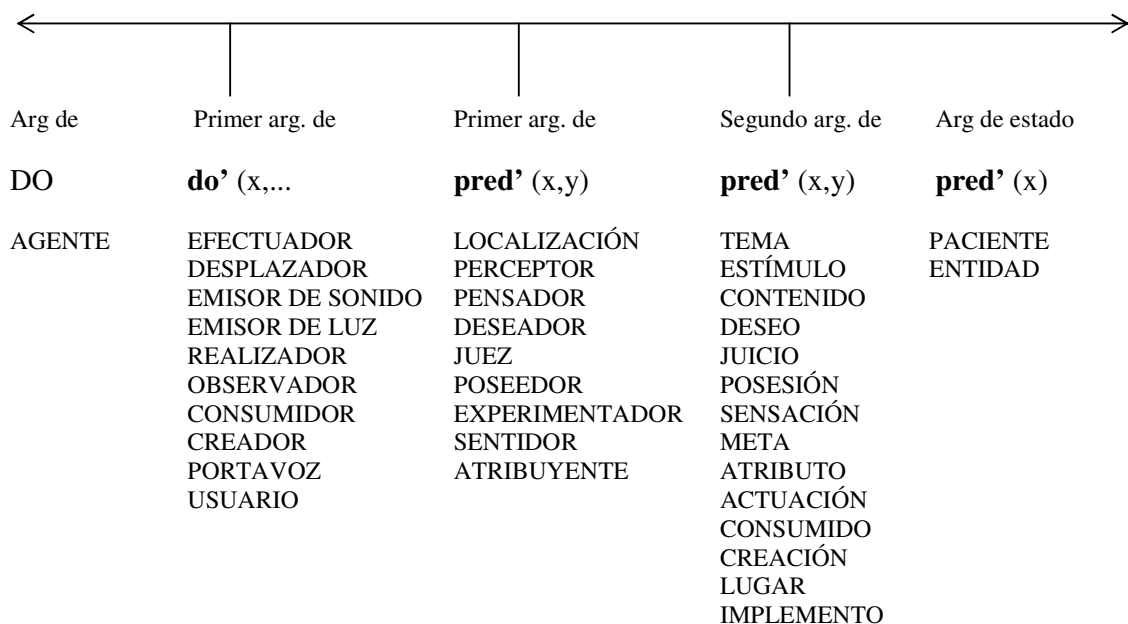 Arg de Primer arg. de Primer arg. de Segundo arg. de Arg de estado
DO do’ (x,... pred’ (x,y) pred’ (x,y) pred’ (x)
AGENTE EFECTUADOR LOCALIZACIÓN TEMA PACIENTE
DESPLAZADOR PERCEPTOR ESTÍMULO ENTIDAD
EMISOR DE SONIDO PENSADOR CONTENIDO
EMISOR DE LUZ DESEADOR DESEO
REALIZADOR JUEZ JUICIO
OBSERVADOR POSEEDOR POSESIÓN
CONSUMIDOR EXPERIMENTADOR SENSACIÓN
CREADOR SENTIDOR META
PORTAVOZ ATRIBUYENTE ATRIBUTO
USUARIO ACTUACIÓN
CONSUMIDO
CREACIÓN
LUGAR
IMPLEMENTO